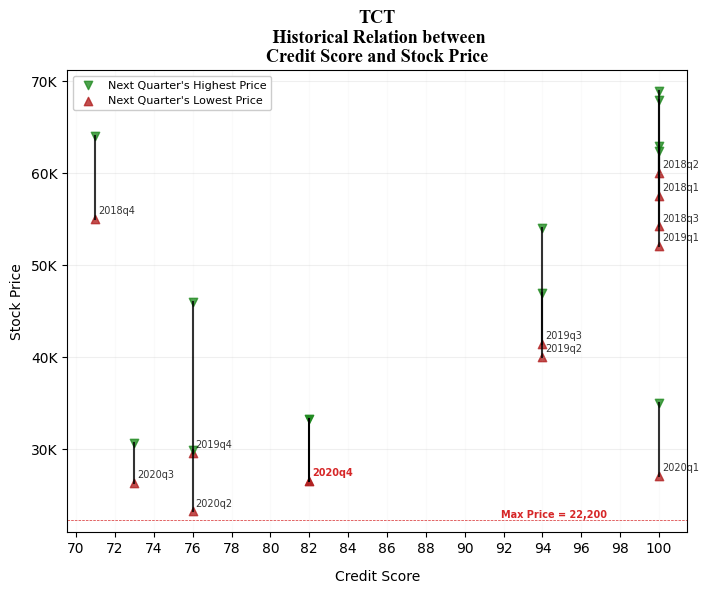 TCT
Historical Relation between
Credit Score and Stock Price
Next Quarter's Highest Price
Next Quarter's Lowest Price
70K
60K
50K
40K
30K
Stock Price
2018q4
2018q2
2018q1
2018q3
2019q1
2019q3
2019q2
2019q4
2020q3
2020q4
2020q1
2020q2
Max Price = 22,200
70 72 74 76 78 80 82 84 86 88 90 92 94 96 98 100
Credit Score